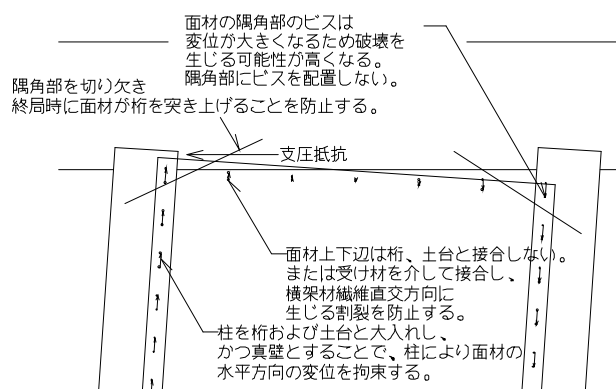 面材の隅角部のビスは
変位が大きくなるため破壊を
生じる可能性が高くなる。
隅角部にビスを配置しない。
隅角部を切り欠き
終局時に面材が桁を突き上げることを防止する。
支圧抵抗
面材上下辺は桁、土台と接合しない。
または受け材を介して接合し、
横架材繊維直交方向に
生じる割裂を防止する。
柱を桁および土台と大入れし、
かつ真壁とすることで、柱により面材の
水平方向の変位を拘束する。